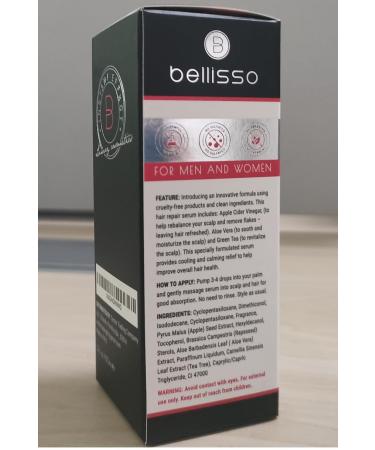 B
bellisso
FOR MEN AND WOMEN
FEATURE: Introducing an innovative formula using
cruelty-free products and clean ingredients. This
hair repair serum includes: Apple Cider Vinegar, (to
help rebalance your scalp and remove flakes –
leaving hair refreshed). Aloe Vera (to sooth and
moisturize the scalp) and Green Tea (to revitalize
the scalp). This specially formulated serum
provides cooling and calming relief to help
improve overall hair health.
HOW TO APPLY: Pump 3-4 drops into your palm
and gently massage serum into scalp and hair for
good absorption. No need to rinse. Style as usual.
INGREDIENTS: Cyclopentasiloxane, Dimethiconol,
Isododecane, Cyclopentasiloxane, Fragrance,
Pyrus Malus (Apple) Seed Extract, Hexyldecanol,
Tocopherol, Brassica Campestris (Rapeseed)
Sterols, Aloe Barbadensis Leaf ( Aloe Vera)
Extract, Paraffinum Liquidum, Camellia Sinensis
Leaf Extract (Tea Tree), Caprylic/Capric
Triglyceride, CI 47000
WARNING: Avoid contact with eyes. For external
use only. Keep out of reach from children.